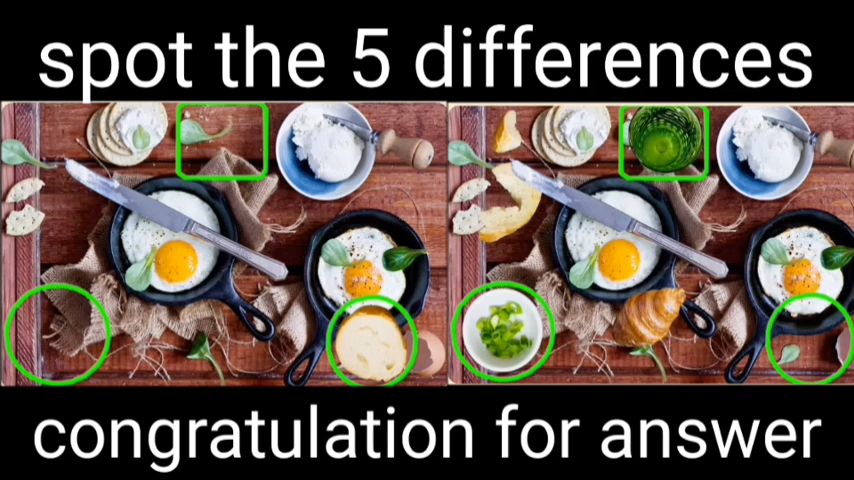 spot the 5 differences
congratulation for answer